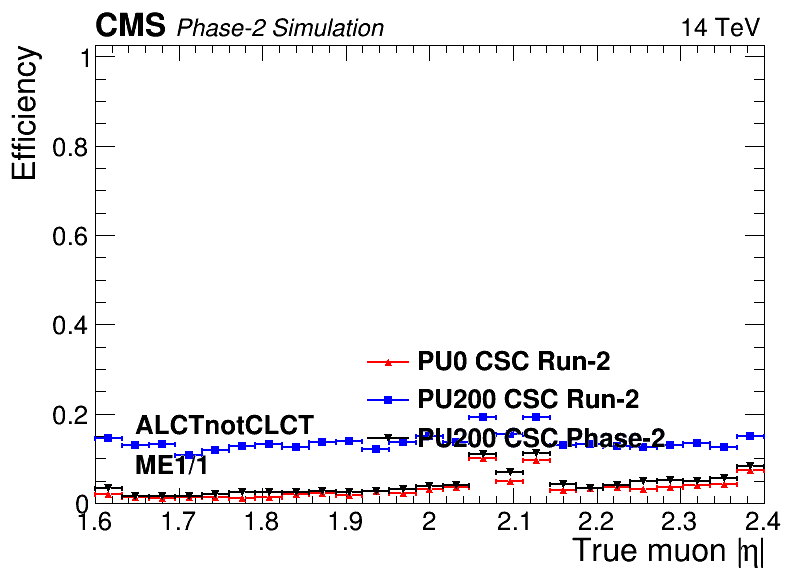 CMS Phase-2 Simulation 14 TeV
Efficiency
1
0.8
0.6
0.4
0.2
0
PU0 CSC Run-2
PU200 CSC Run-2
PU200 CSC Phase-2
ALCTnotCLCT
ME1/1
1.6 1.7 1.8 1.9 2 2.1 2.2 2.3 2.4
True muon |η|